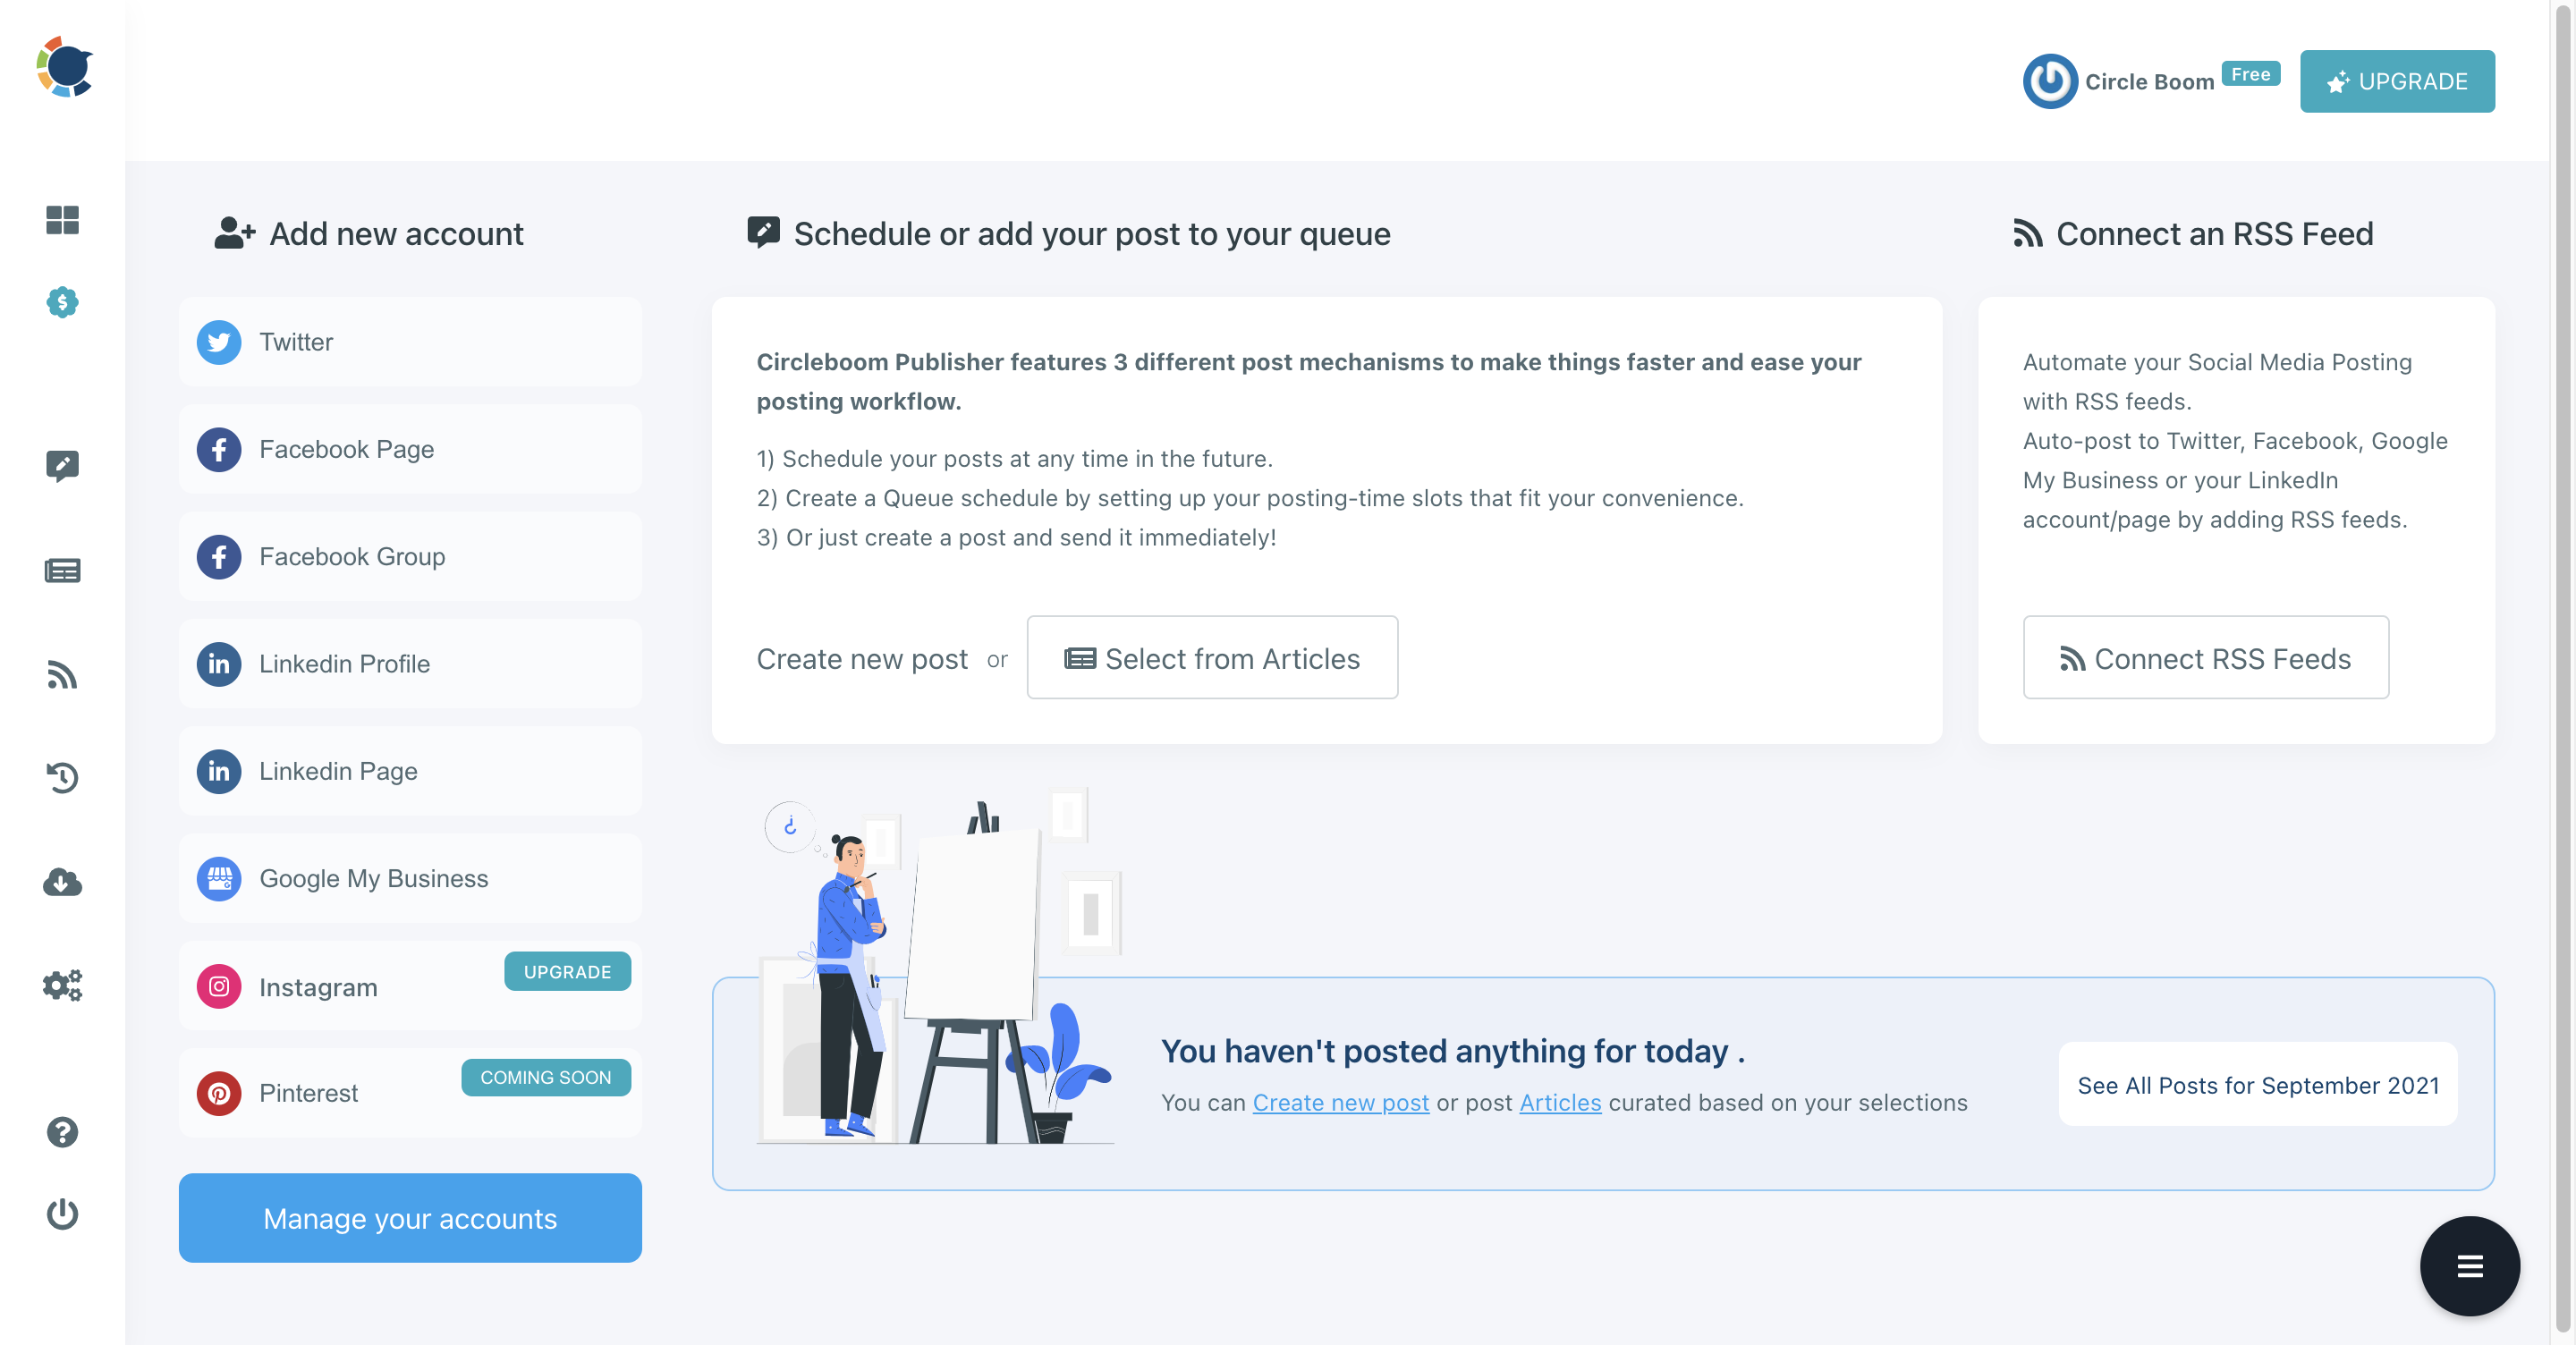 Circle Boom Free UPGRADE
Add new account
Twitter
Facebook Page
Facebook Group
Linkedin Profile
Linkedin Page
Google My Business
Instagram UPGRADE
Pinterest COMING SOON
Manage your accounts
Schedule or add your post to your queue
Circleboom Publisher features 3 different post mechanisms to make things faster and ease your
posting workflow.
1) Schedule your posts at any time in the future.
2) Create a Queue schedule by setting up your posting-time slots that fit your convenience.
3) Or just create a post and send it immediately!
Create new post or Select from Articles
Connect an RSS Feed
Automate your Social Media Posting
with RSS feeds.
Auto-post to Twitter, Facebook, Google
My Business or your LinkedIn
account/page by adding RSS feeds.
Connect RSS Feeds
You haven't posted anything for today .
You can Create new post or post Articles curated based on your selections
See All Posts for September 2021